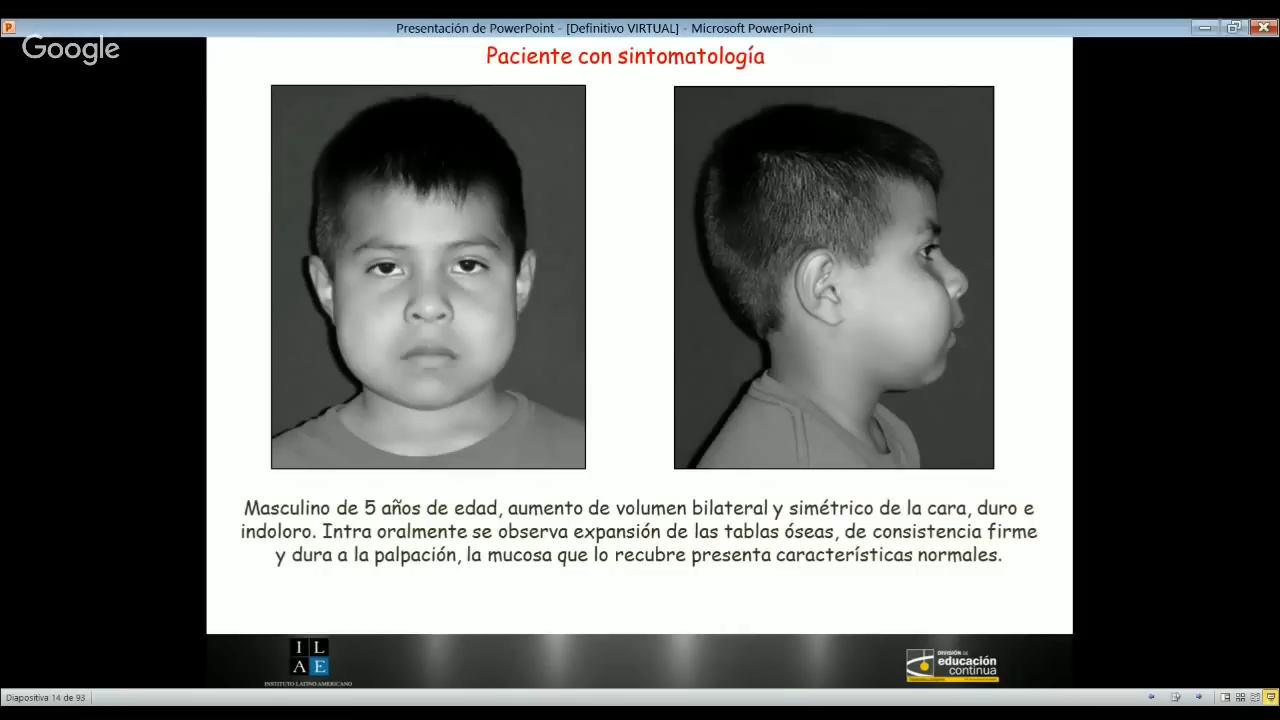 Presentación de PowerPoint - [Definitivo VIRTUAL] - Microsoft PowerPoint
Google
Paciente con sintomatología
Masculino de 5 años de edad, aumento de volumen bilateral y simétrico de la cara, duro e
indoloro. Intra oralmente se observa expansión de las tablas óseas, de consistencia firme
y dura a la palpación, la mucosa que lo recubre presenta características normales.
I L
A E
INSTITUTO LATINO AMERICANO
DIVISIÓN DE
educación
continua
Diapositiva 14 de 93